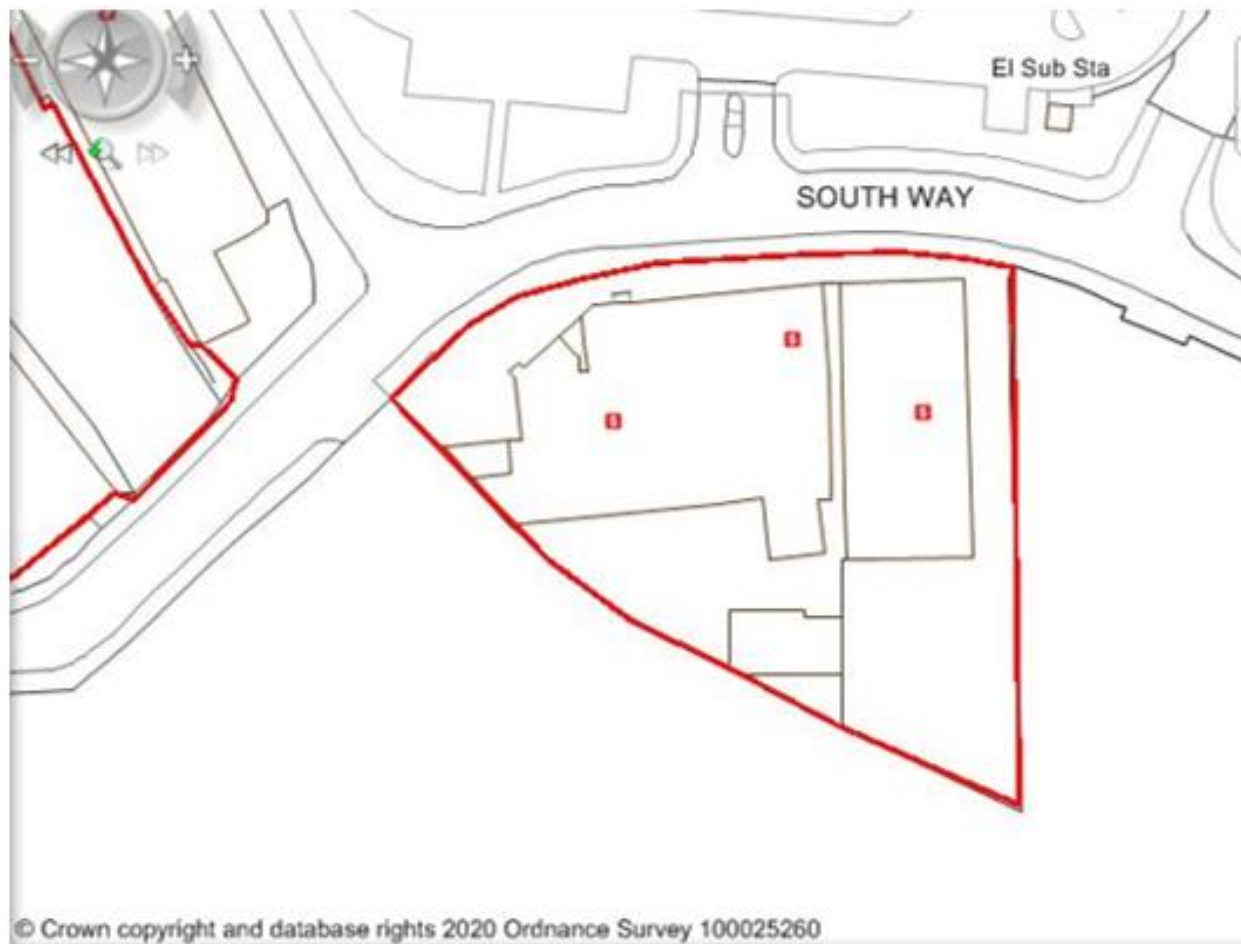 El Sub Sta
SOUTH WAY
© Crown copyright and database rights 2020 Ordnance Survey 100025260